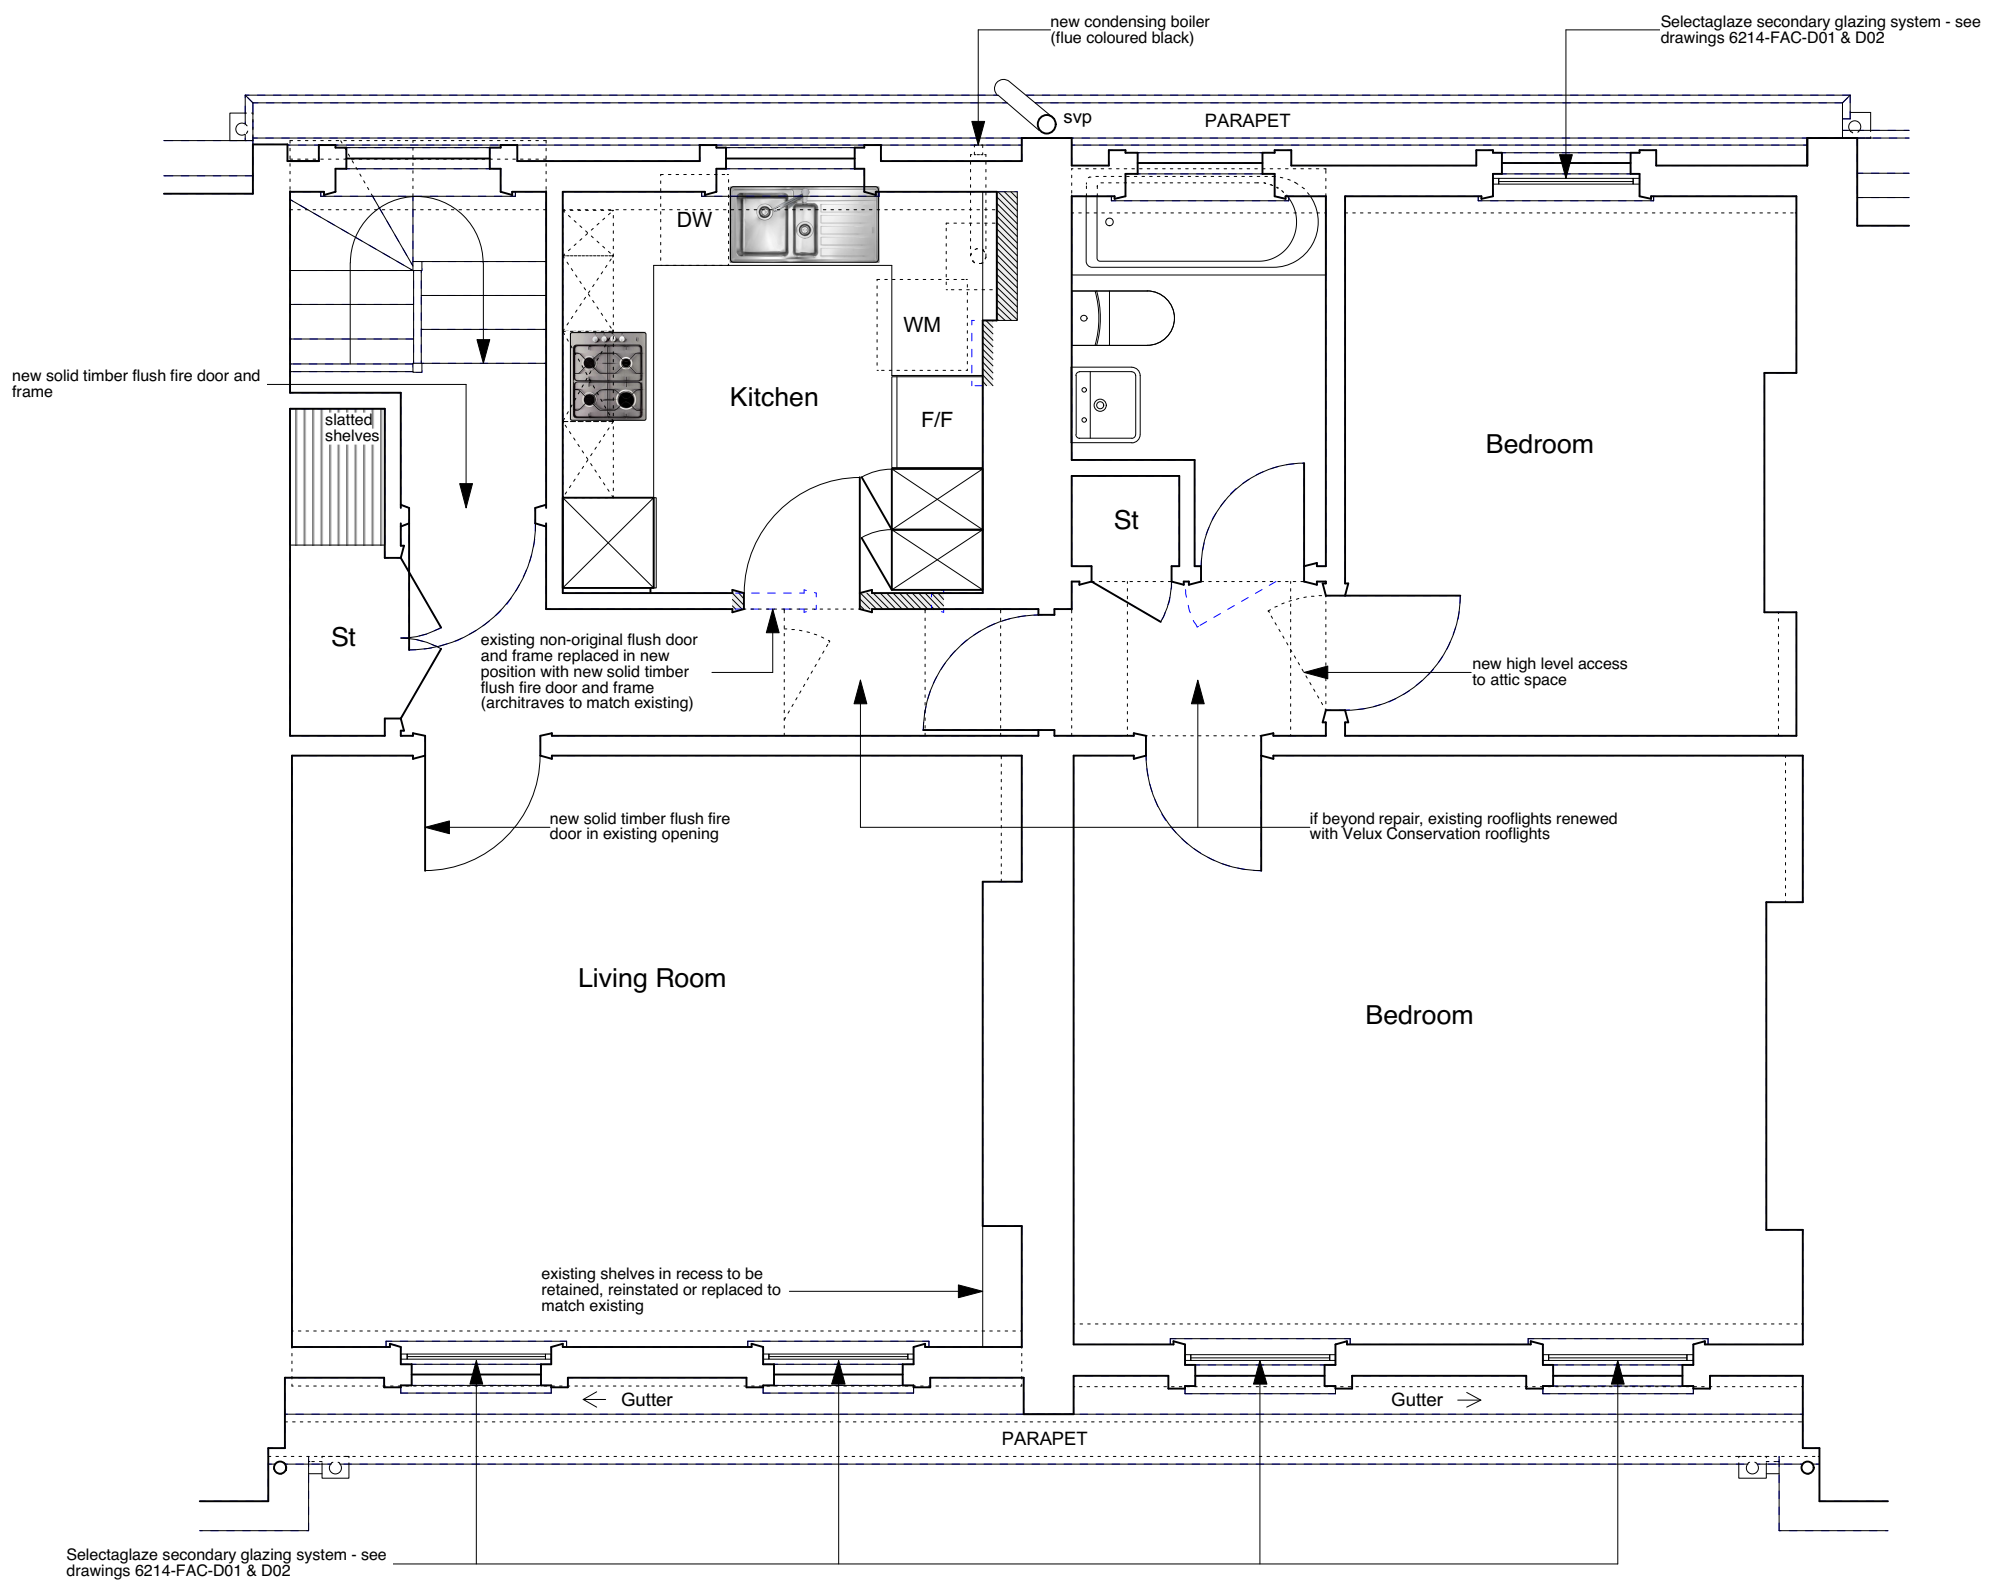 new condensing boiler
(flue coloured black)
Selectaglaze secondary glazing system - see
drawings 6214-FAC-D01 & D02
svp
PARAPET
DW
WM
new solid timber flush fire door and
frame
Kitchen
F/F
slatted
shelves
Bedroom
St
St
existing non-original flush door
and frame replaced in new
position with new solid timber
flush fire door and frame
(architraves to match existing)
new high level access
to attic space
new solid timber flush fire
door in existing opening
if beyond repair, existing rooflights renewed
with Velux Conservation rooflights
Living Room
Bedroom
existing shelves in recess to be
retained, reinstated or replaced to
match existing
Gutter
Gutter
PARAPET
Selectaglaze secondary glazing system - see
drawings 6214-FAC-D01 & D02